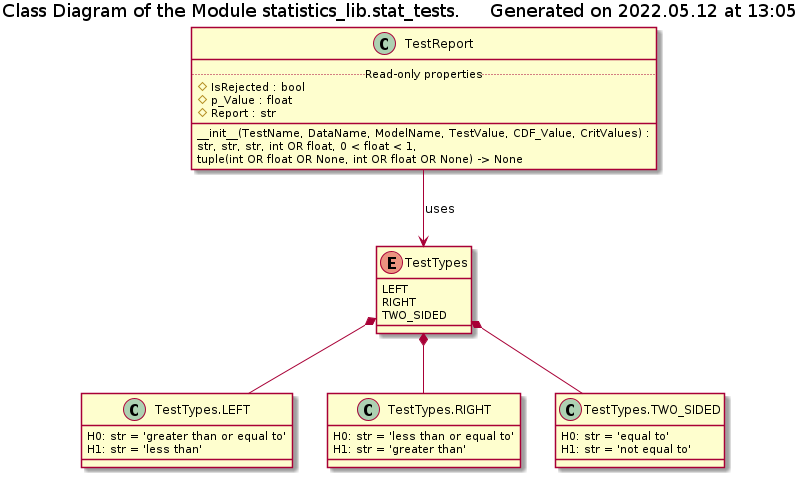 Class Diagram of the Module statistics_lib.stat_tests. Generated on 2022.05.12 at 13:05
C TestReport
Read-only properties
IsRejected : bool
p_Value : float
Report : str
__init__(TestName, DataName, ModelName, TestValue, CDF_Value, CritValues) :
str, str, str, int OR float, 0 < float < 1,
tuple(int OR float OR None, int OR float OR None) -> None
uses
E TestTypes
LEFT
RIGHT
TWO_SIDED
C TestTypes.LEFT
H0: str = 'greater than or equal to'
H1: str = 'less than'
C TestTypes.RIGHT
H0: str = 'less than or equal to'
H1: str = 'greater than'
C TestTypes.TWO_SIDED
H0: str = 'equal to'
H1: str = 'not equal to'